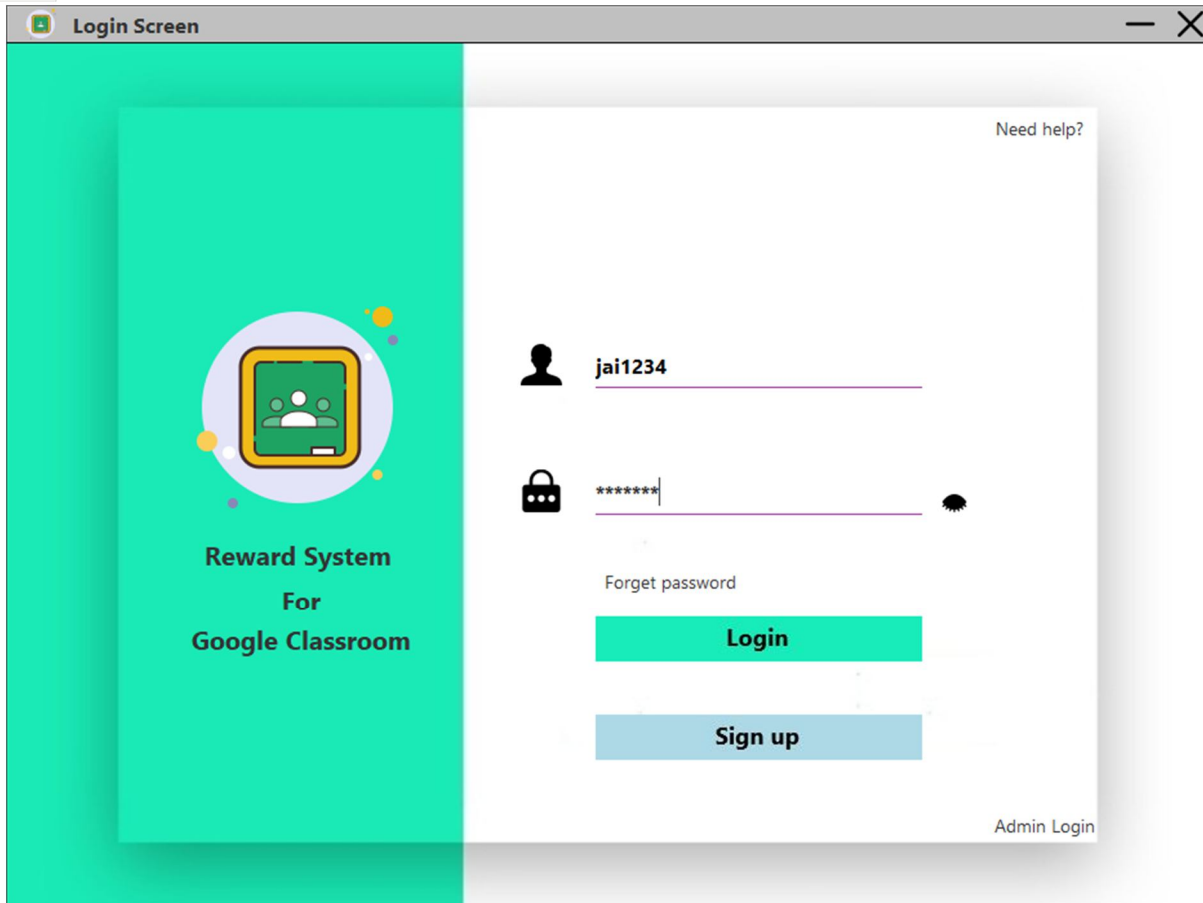 Login Screen
Need help?
jai1234
*******
Forget password
Login
Sign up
Reward System
For
Google Classroom
Admin Login